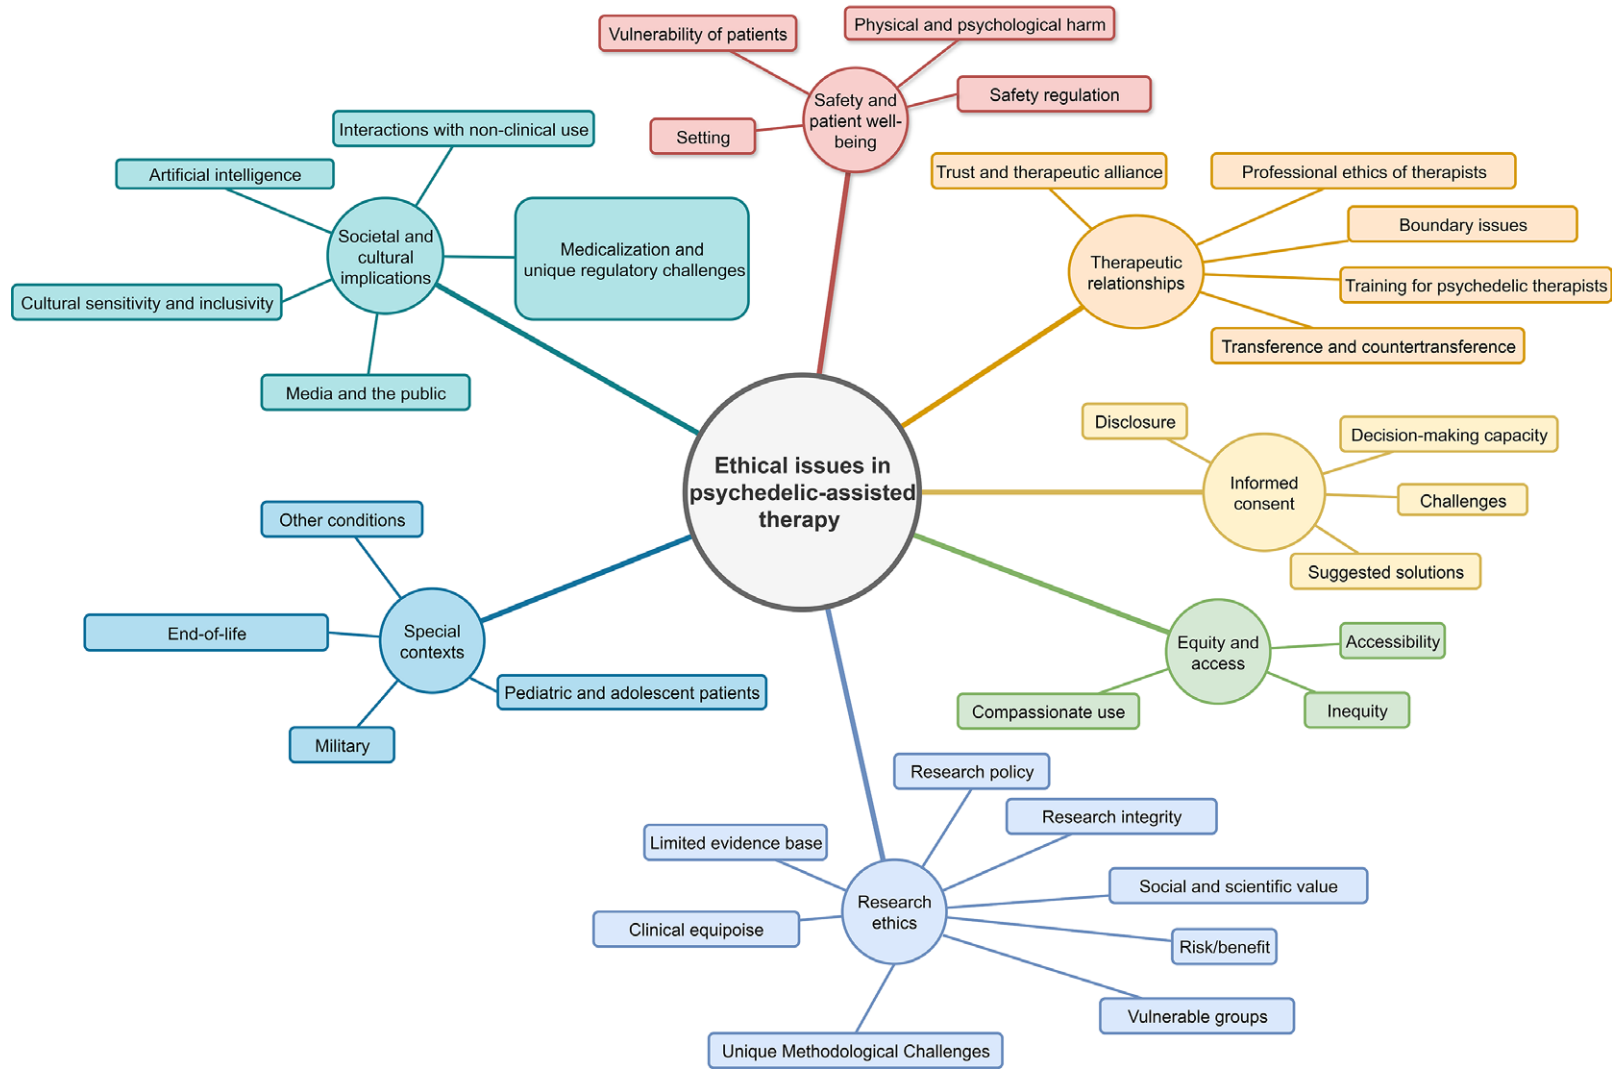 Ethical issues in
psychedelic-assisted
therapy
Safety and
patient well-
being
Vulnerability of patients
Physical and psychological harm
Safety regulation
Setting
Therapeutic
relationships
Trust and therapeutic alliance
Professional ethics of therapists
Boundary issues
Training for psychedelic therapists
Transference and countertransference
Informed
consent
Disclosure
Decision-making capacity
Challenges
Suggested solutions
Equity and
access
Accessibility
Inequity
Compassionate use
Research
ethics
Research policy
Research integrity
Social and scientific value
Risk/benefit
Vulnerable groups
Unique Methodological Challenges
Clinical equipoise
Limited evidence base
Special
contexts
Other conditions
End-of-life
Military
Pediatric and adolescent patients
Societal and
cultural
implications
Interactions with non-clinical use
Artificial intelligence
Medicalization and
unique regulatory challenges
Cultural sensitivity and inclusivity
Media and the public